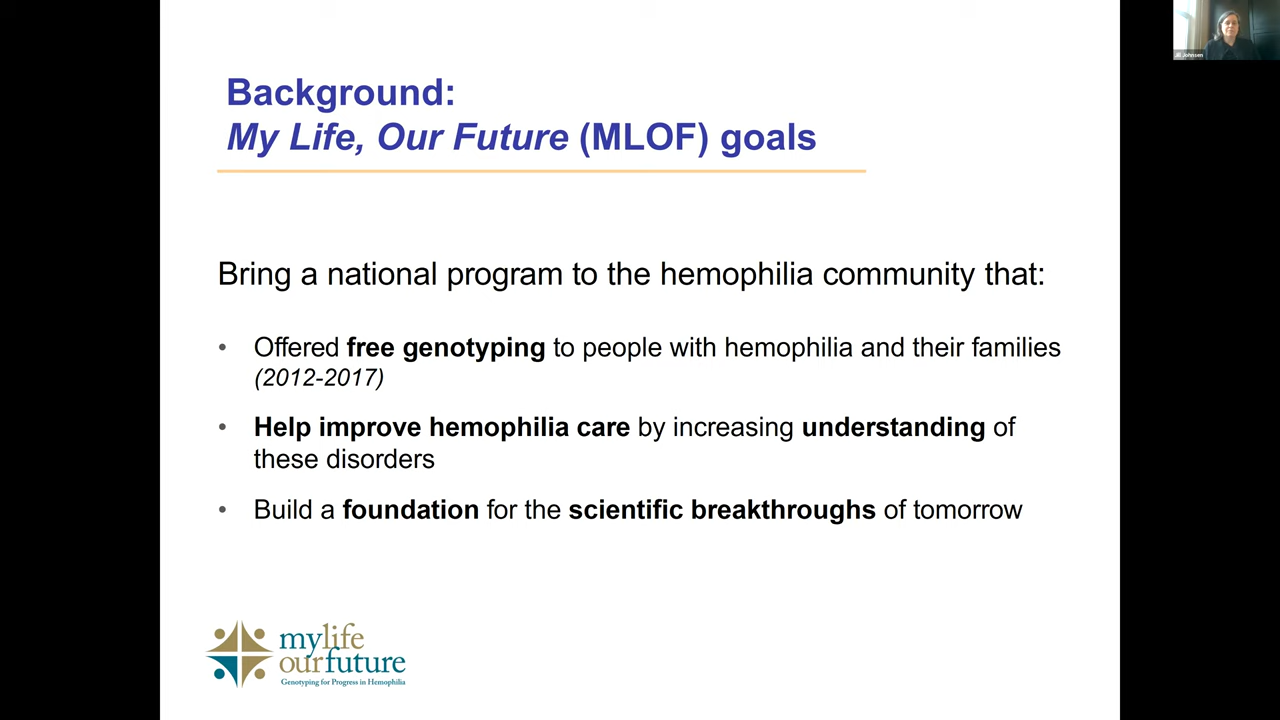 Jill Johnsen
Background:
My Life, Our Future (MLOF) goals
Bring a national program to the hemophilia community that:
• Offered free genotyping to people with hemophilia and their families
(2012-2017)
• Help improve hemophilia care by increasing understanding of
these disorders
• Build a foundation for the scientific breakthroughs of tomorrow
mylife
ourfuture
Genotyping for Progress in Hemophilia